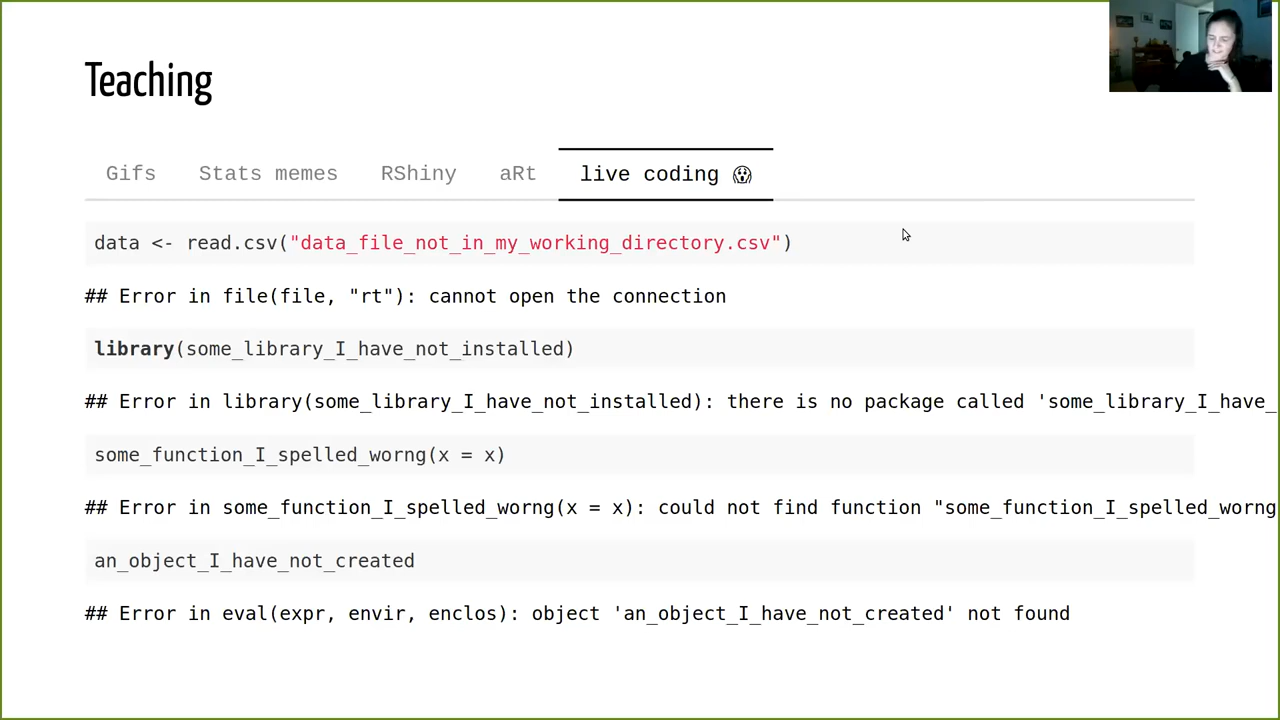 Teaching
Gifs Stats memes RShiny aRt live coding 😱
data <- read.csv("data_file_not_in_my_working_directory.csv")
## Error in file(file, "rt"): cannot open the connection
library(some_library_I_have_not_installed)
## Error in library(some_library_I_have_not_installed): there is no package called 'some_library_I_have_
some_function_I_spelled_worng(x = x)
## Error in some_function_I_spelled_worng(x = x): could not find function "some_function_I_spelled_worng
an_object_I_have_not_created
## Error in eval(expr, envir, enclos): object 'an_object_I_have_not_created' not found